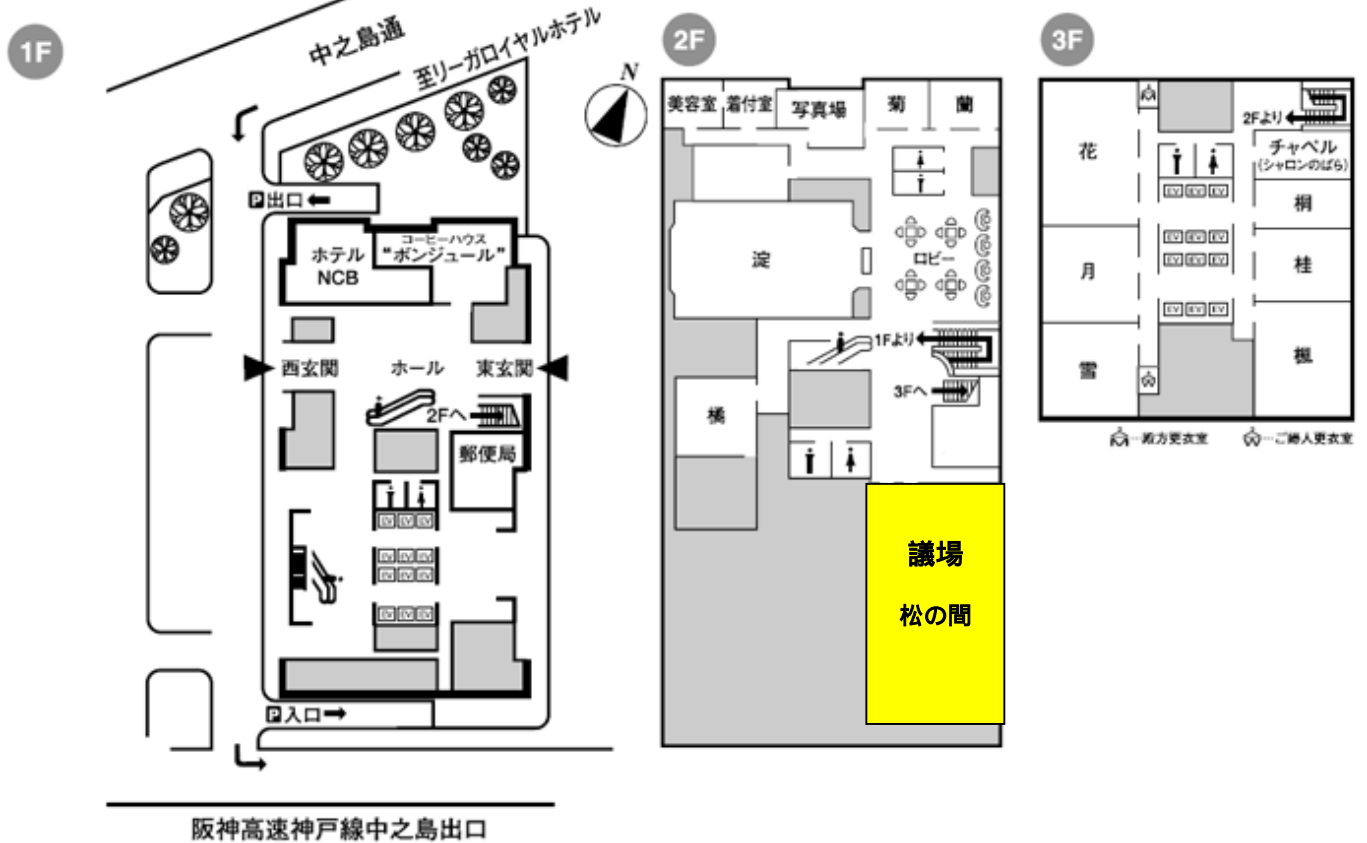 1F
中之島通
至リーガロイヤルホテル
N
P出口
ホテル
NCB
コーヒーハウス
"ボンジュール"
西玄関
ホール
東玄関
2Fへ
郵便局
EV EV EV
EV EV EV
EV EV EV
EV EV EV
P入口
阪神高速神戸線中之島出口
2F
美容室
着付室
写真場
菊
蘭
淀
ロビー
1Fより
3Fへ
橘
議場
松の間
3F
2Fより
花
チャペル
(シャロンのばら)
EV EV EV
桐
月
EV EV EV
EV EV EV
桂
EV EV EV
雪
楓
…殿方更衣室
…ご婦人更衣室